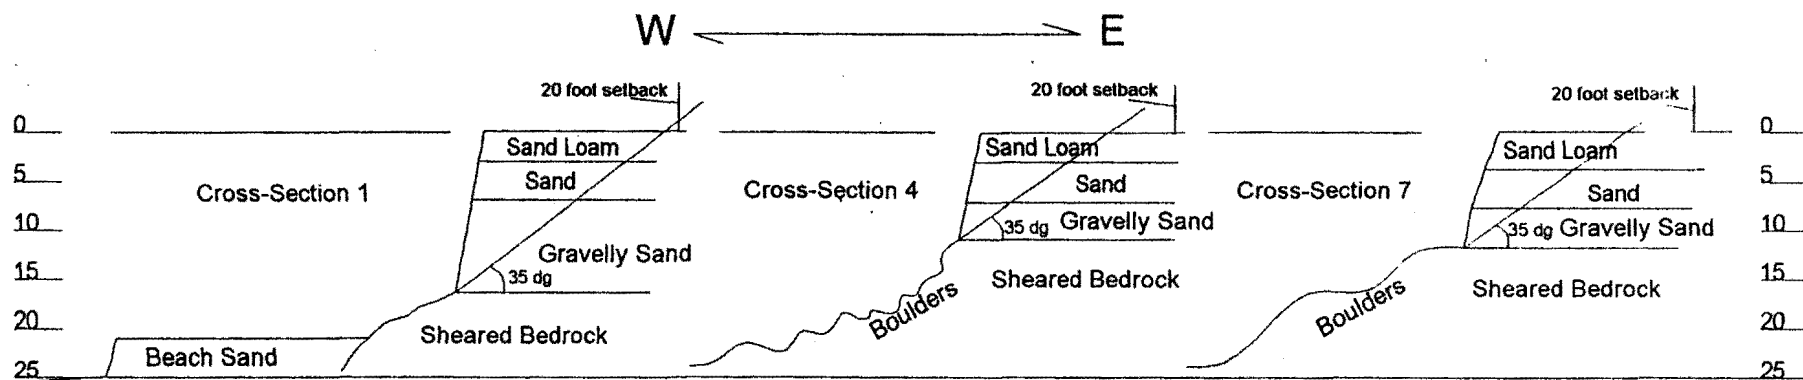 W E
20 foot setback 20 foot setback 20 foot setback
0 0
Sand Loam Sand Loam Sand Loam
5 Sand Sand Sand 5
Cross-Section 1 Cross-Section 4 Cross-Section 7
10 35 dg Gravelly Sand 35 dg Gravelly Sand 10
Gravelly Sand
15 35 dg Sheared Bedrock Sheared Bedrock 15
Boulders Boulders
20 Sheared Bedrock 20
Beach Sand
25 25